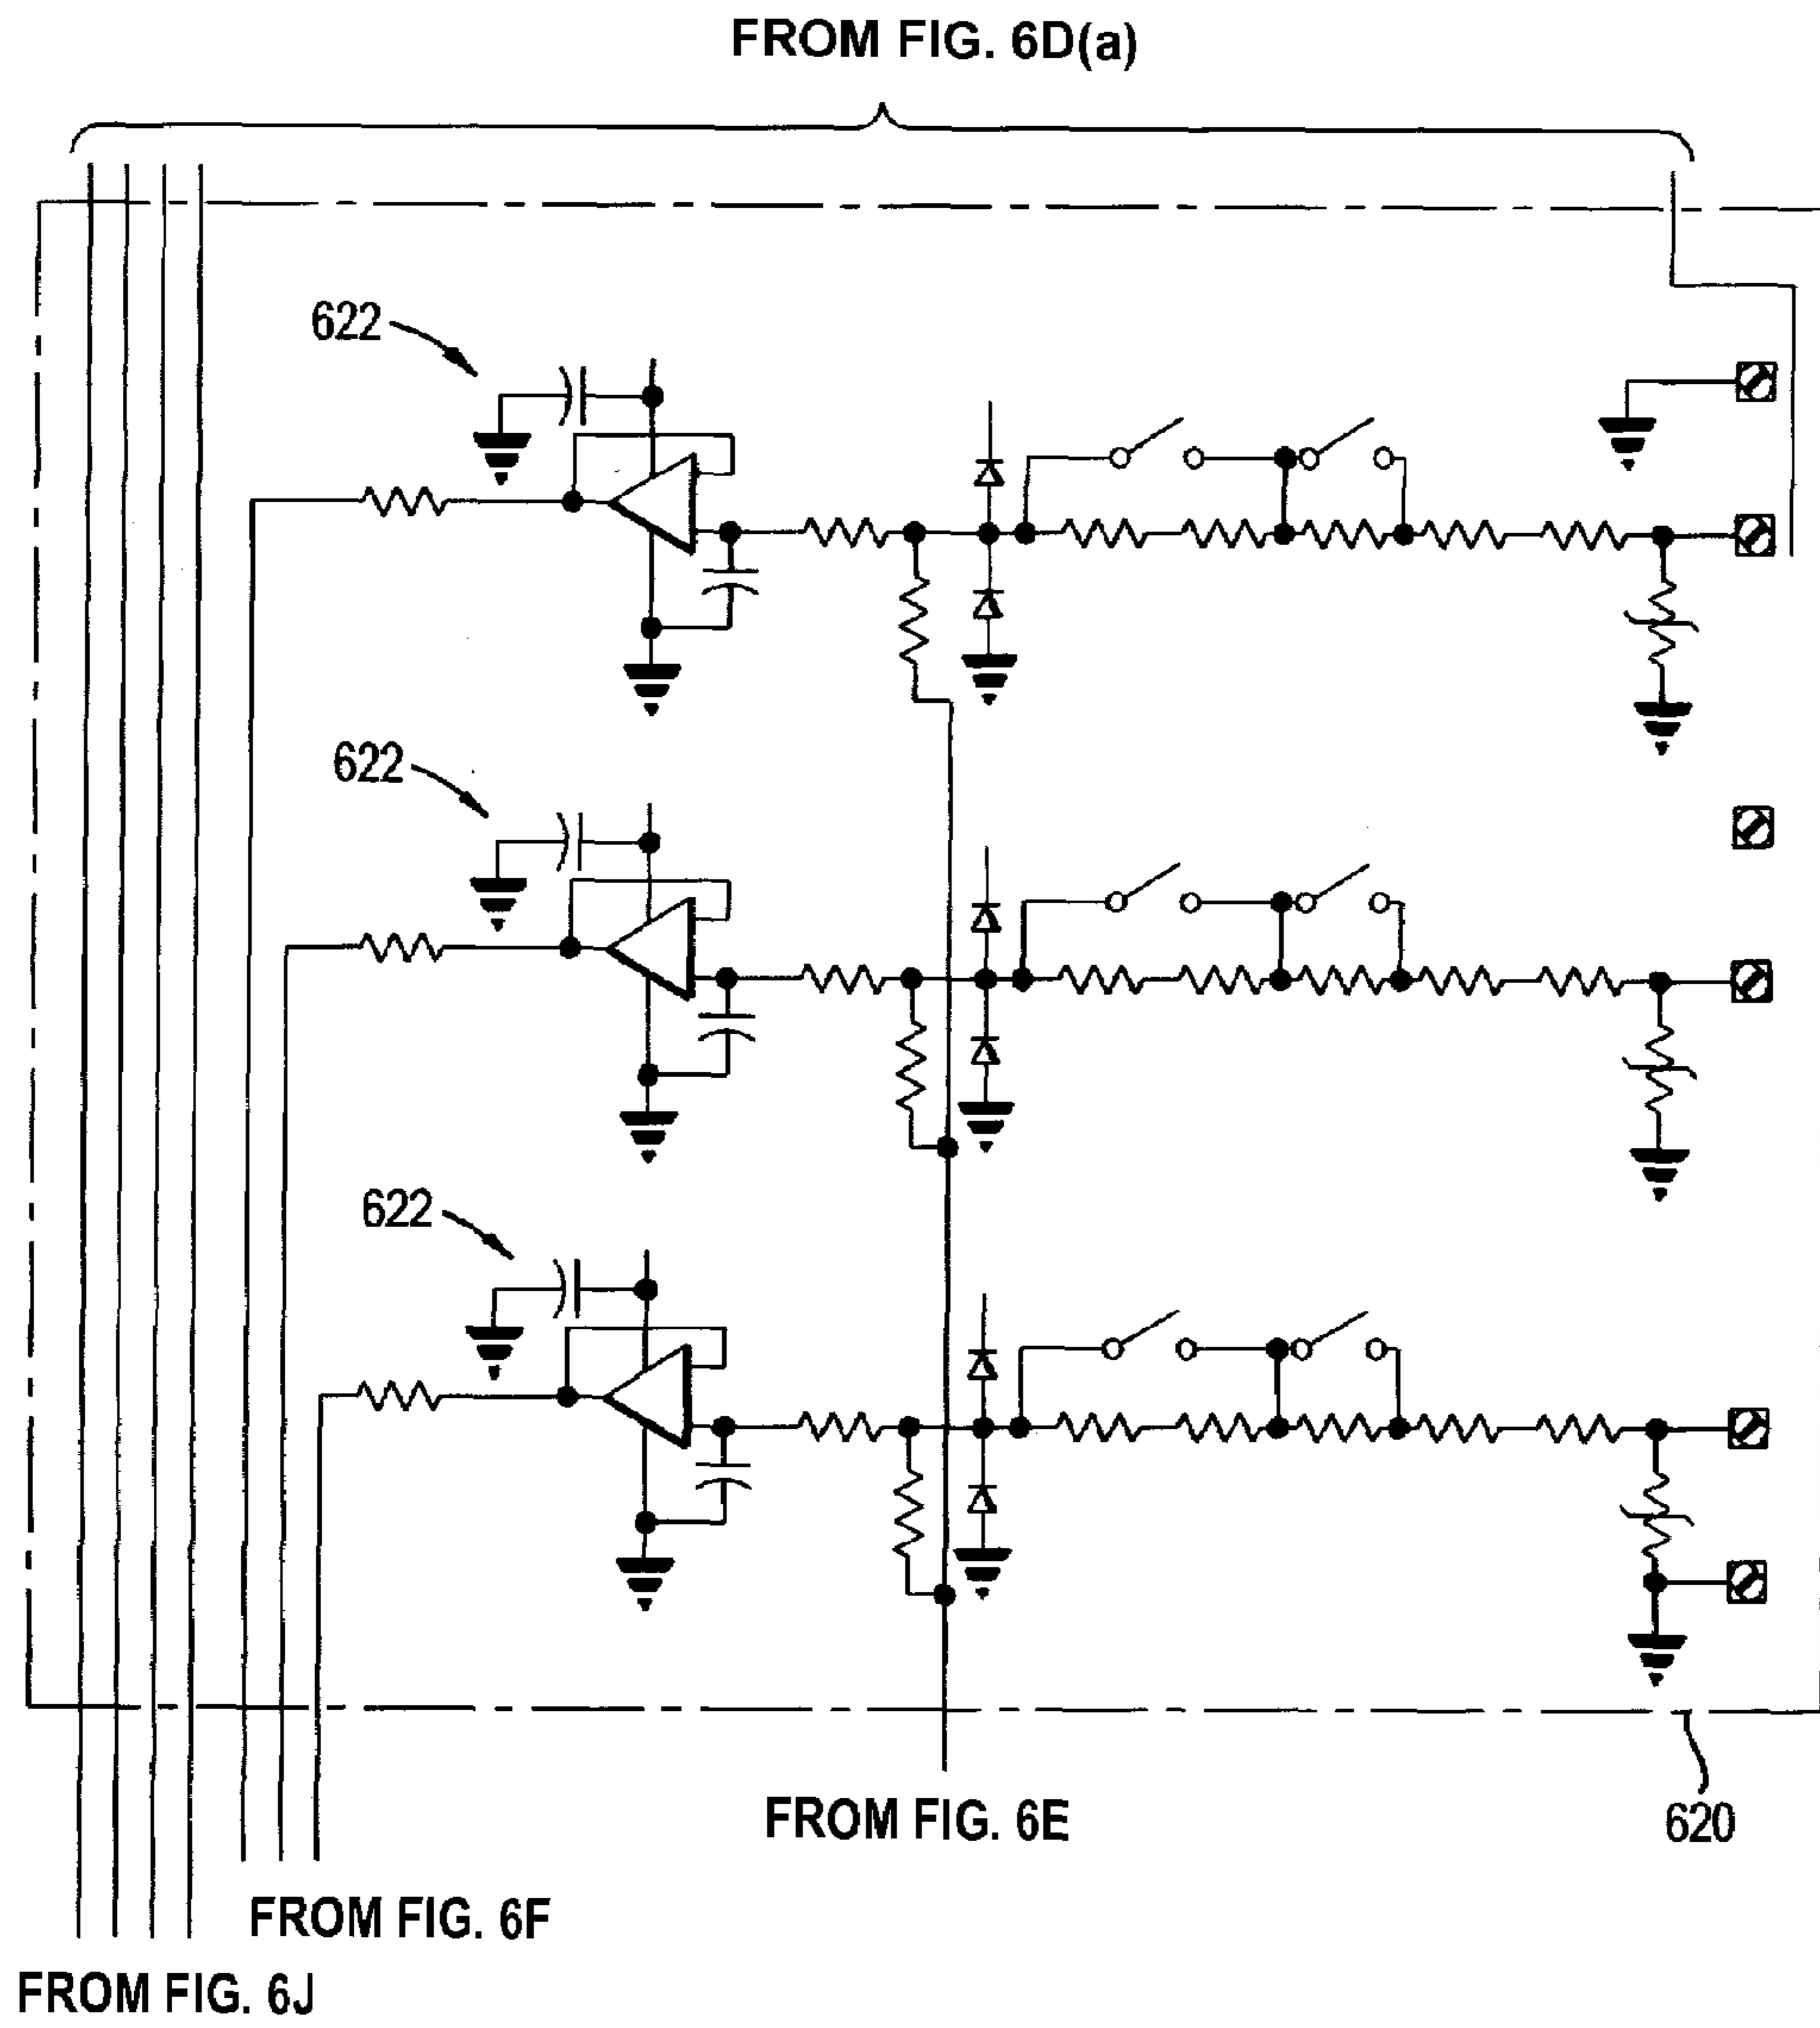 FROM FIG. 6D(a)
622
622
622
FROM FIG. 6E
620
FROM FIG. 6F
FROM FIG. 6J